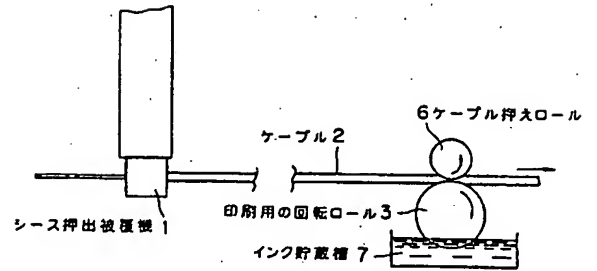 6ケーブル押えロール
ケーブル2
シース押出被覆機1
印刷用の回転ロール3
インク貯蔵槽7